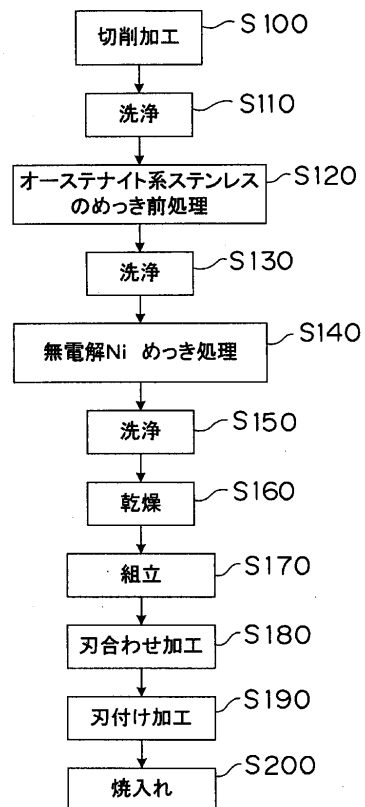 切削加工 S100
洗浄 S110
オーステナイト系ステンレス S120
のめっき前処理
洗浄 S130
無電解Ni めっき処理 S140
洗浄 S150
乾燥 S160
組立 S170
刃合わせ加工 S180
刃付け加工 S190
焼入れ S200